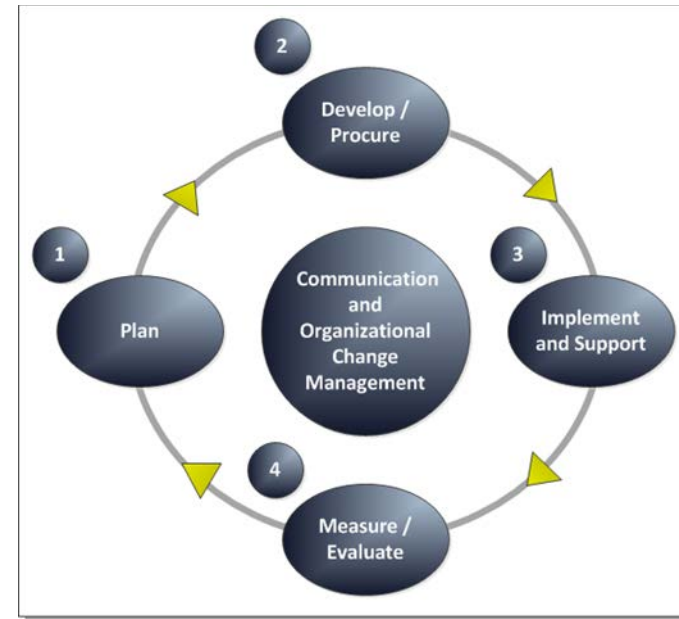 1
Plan
2
Develop /
Procure
3
Implement
and Support
4
Measure /
Evaluate
Communication
and
Organizational
Change
Management